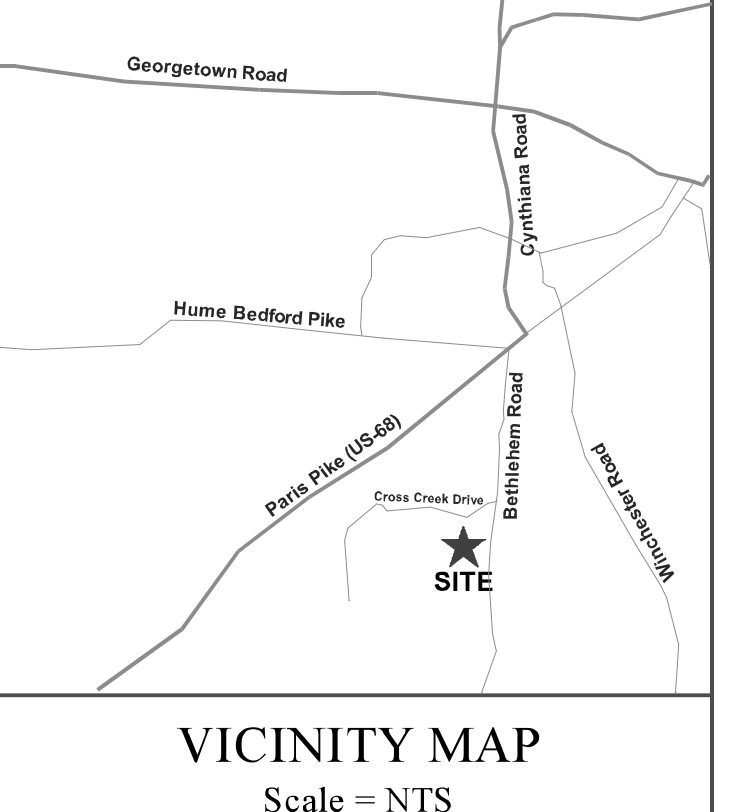 Georgetown Road
Cynthiana Road
Hume Bedford Pike
Bethlehem Road
Paris Pike (US-68)
Winchester Road
Cross Creek Drive
SITE
VICINITY MAP
Scale = NTS